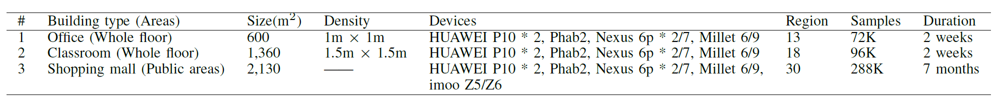 # Building type (Areas) Size(m²) Density Devices Region Samples Duration
1 Office (Whole floor) 600 1m × 1m HUAWEI P10 * 2, Phab2, Nexus 6p * 2/7, Millet 6/9 13 72K 2 weeks
2 Classroom (Whole floor) 1,360 1.5m × 1.5m HUAWEI P10 * 2, Phab2, Nexus 6p * 2/7, Millet 6/9 18 96K 2 weeks
3 Shopping mall (Public areas) 2,130 —— HUAWEI P10 * 2, Phab2, Nexus 6p * 2/7, Millet 6/9, 30 288K 7 months
imoo Z5/Z6